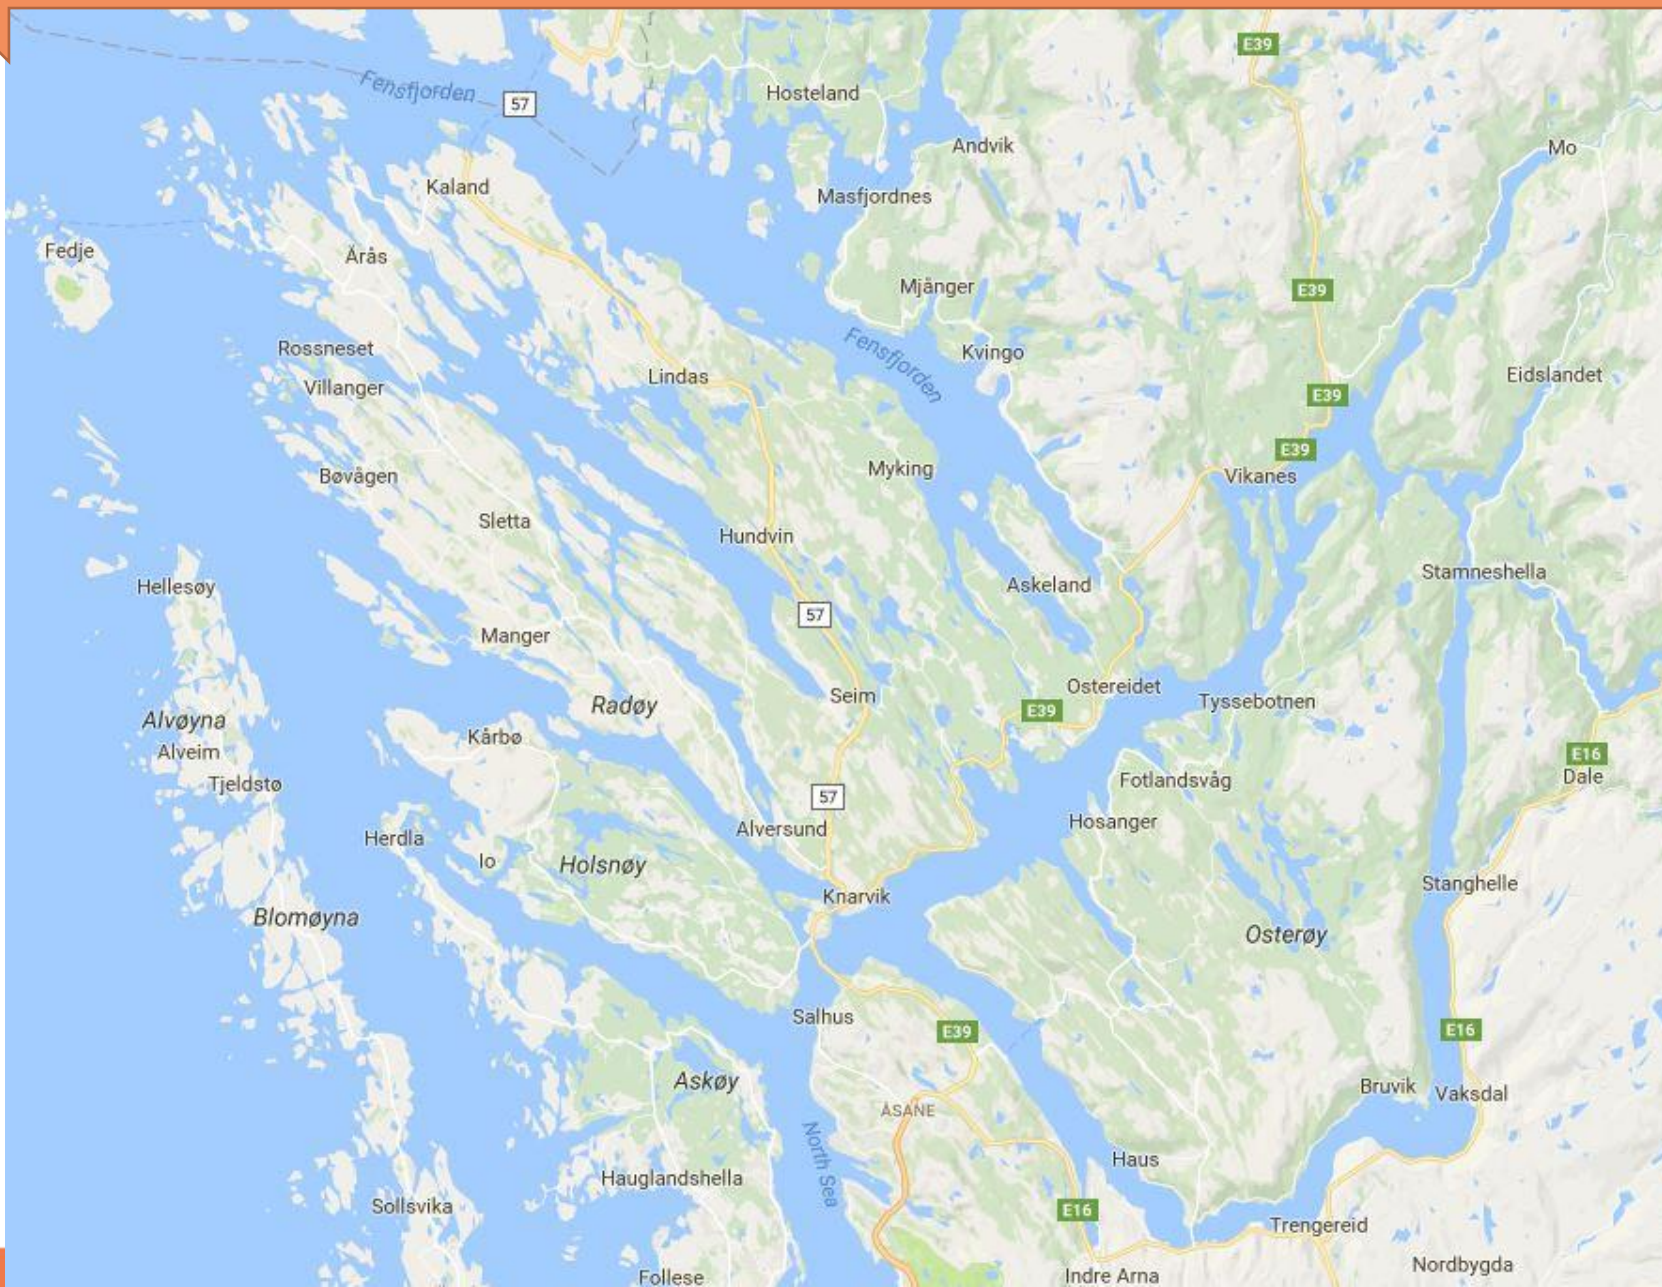 E39
Fensfjorden
57
Hosteland
Andvik
Mo
Kaland
Masfjordnes
Fedje
Årås
Mjånger
E39
Fensfjorden
Rossneset
Kvingo
Lindas
Villanger
E39
Eidslandet
E39
Myking
Bøvågen
Vikanes
Sletta
Hundvin
Stamneshella
Hellesøy
Askeland
57
Manger
Ostereidet
Seim
Tyssebotnen
Radøy
E39
Alvøyna
Kårbø
Alveim
E16
Dale
Tjeldstø
Fotlandsvåg
57
Hosanger
Alversund
Herdla
Io
Holsnøy
Stanghelle
Knarvik
Blomøyna
Osterøy
Salhus
E39
E16
Askøy
Bruvik
Vaksdal
ÅSANE
North Sea
Haus
Hauglandshella
Sollsvika
E16
Trengereid
Nordbygda
Follese
Indre Arna